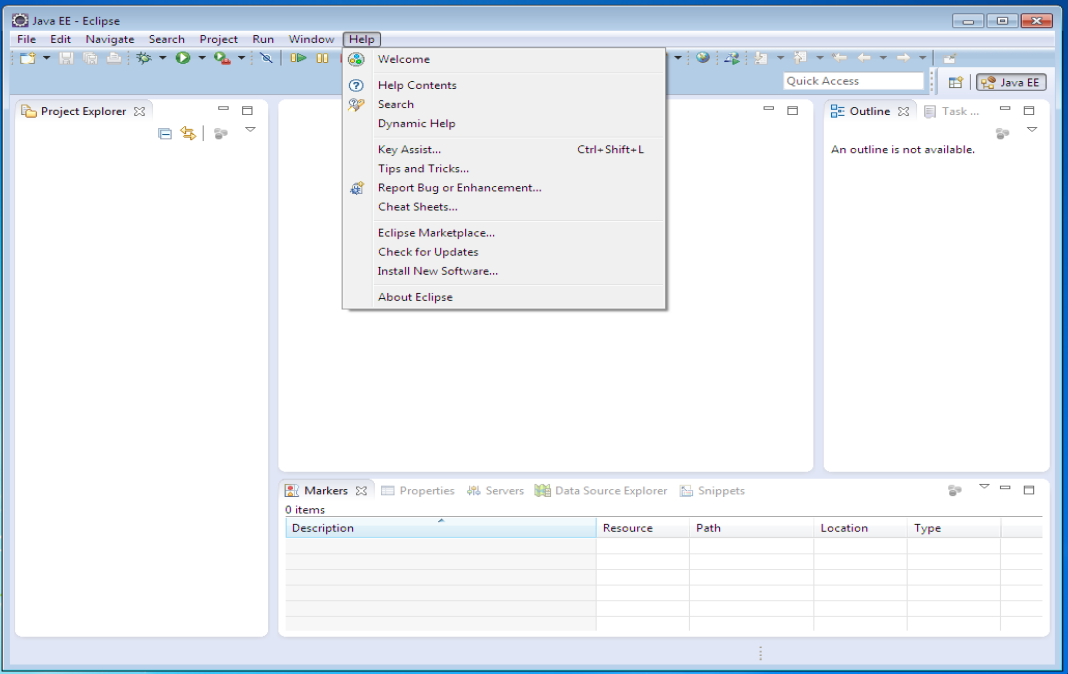 Java EE - Eclipse
File Edit Navigate Search Project Run Window Help
Welcome
Help Contents
Search
Dynamic Help
Key Assist... Ctrl+Shift+L
Tips and Tricks...
Report Bug or Enhancement...
Cheat Sheets...
Eclipse Marketplace...
Check for Updates
Install New Software...
About Eclipse
Quick Access
Java EE
Project Explorer
Outline Task ...
An outline is not available.
Markers Properties Servers Data Source Explorer Snippets
0 items
Description Resource Path Location Type